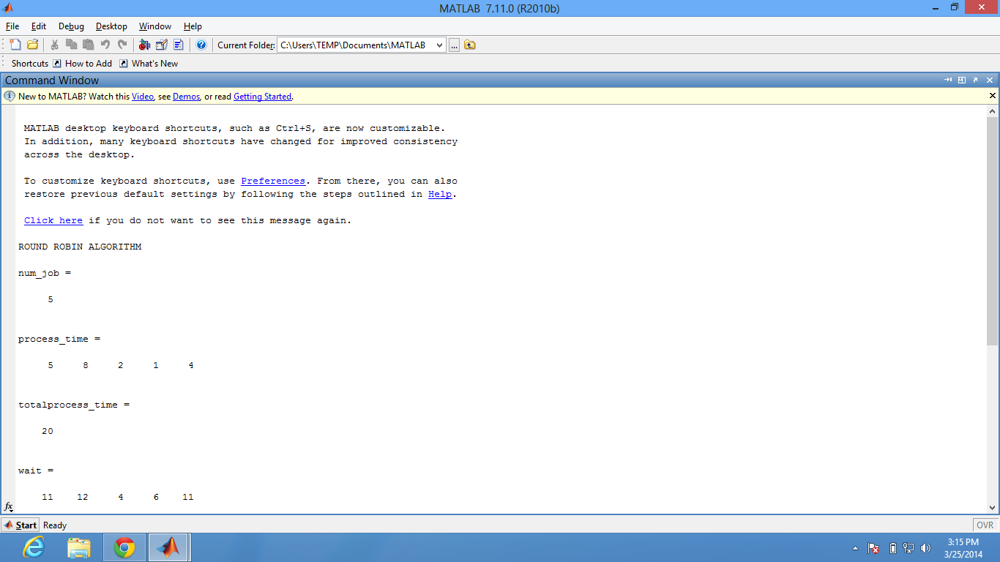 MATLAB 7.11.0 (R2010b)
File Edit Debug Desktop Window Help
Current Folder: C:\Users\TEMP\Documents\MATLAB ...
Shortcuts How to Add What's New
Command Window
New to MATLAB? Watch this Video, see Demos, or read Getting Started.
MATLAB desktop keyboard shortcuts, such as Ctrl+S, are now customizable.
In addition, many keyboard shortcuts have changed for improved consistency
across the desktop.
To customize keyboard shortcuts, use Preferences. From there, you can also
restore previous default settings by following the steps outlined in Help.
Click here if you do not want to see this message again.
ROUND ROBIN ALGORITHM
num_job =
5
process_time =
5 8 2 1 4
totalprocess_time =
20
wait =
11 12 4 6 11
fx
Start Ready OVR
3:15 PM
3/25/2014